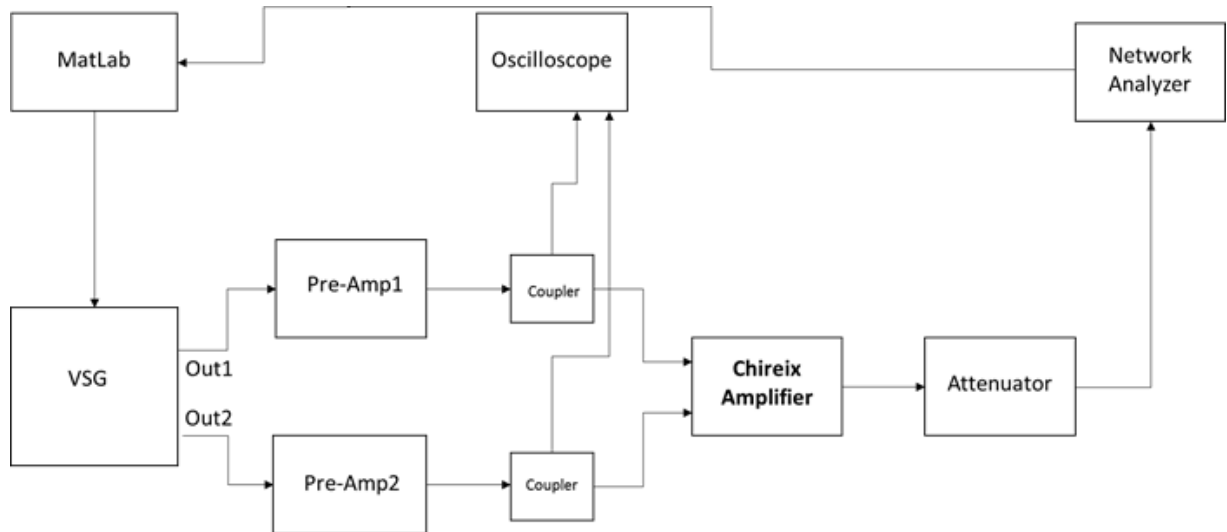 MatLab
Oscilloscope
Network
Analyzer
Pre-Amp1
Coupler
VSG
Out1
Out2
Chireix
Amplifier
Attenuator
Pre-Amp2
Coupler